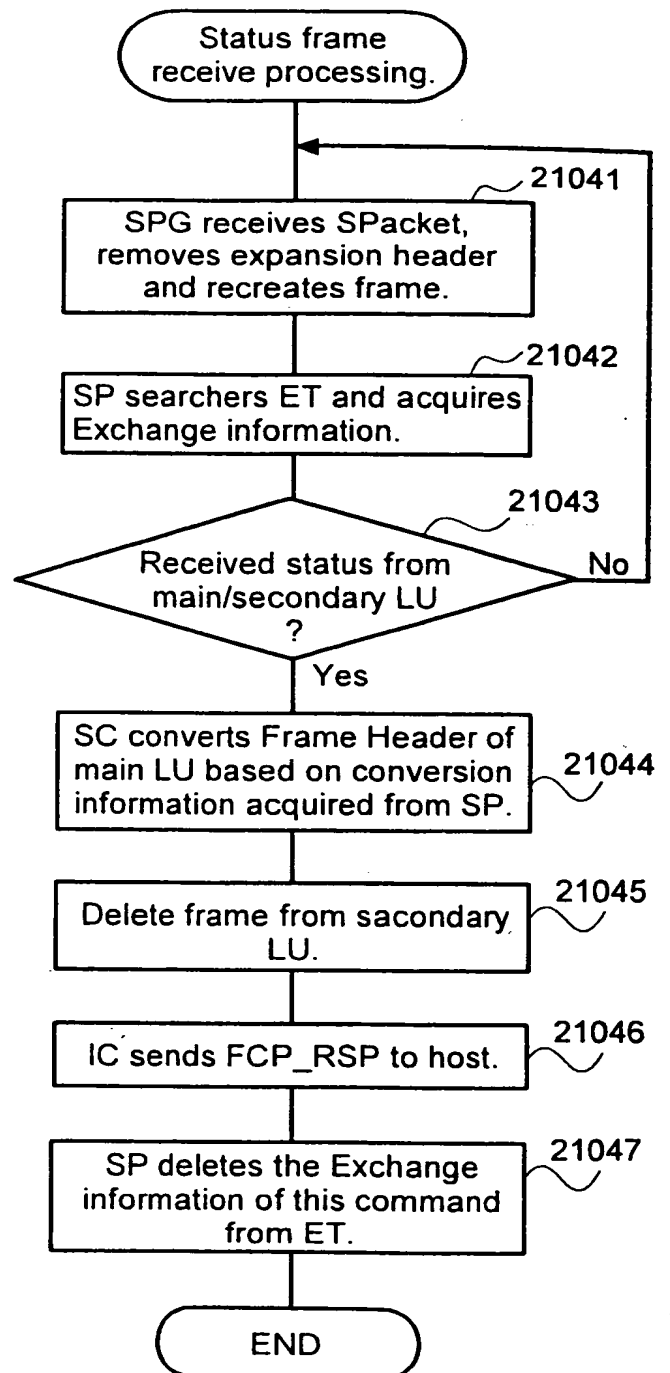 Status frame
receive processing.
21041
SPG receives SPacket,
removes expansion header
and recreates frame.
21042
SP searchers ET and acquires
Exchange information.
21043
Received status from
main/secondary LU
?
No
Yes
SC converts Frame Header of
main LU based on conversion
information acquired from SP.
21044
Delete frame from sacondary
LU.
21045
IC sends FCP_RSP to host.
21046
SP deletes the Exchange
information of this command
from ET.
21047
END